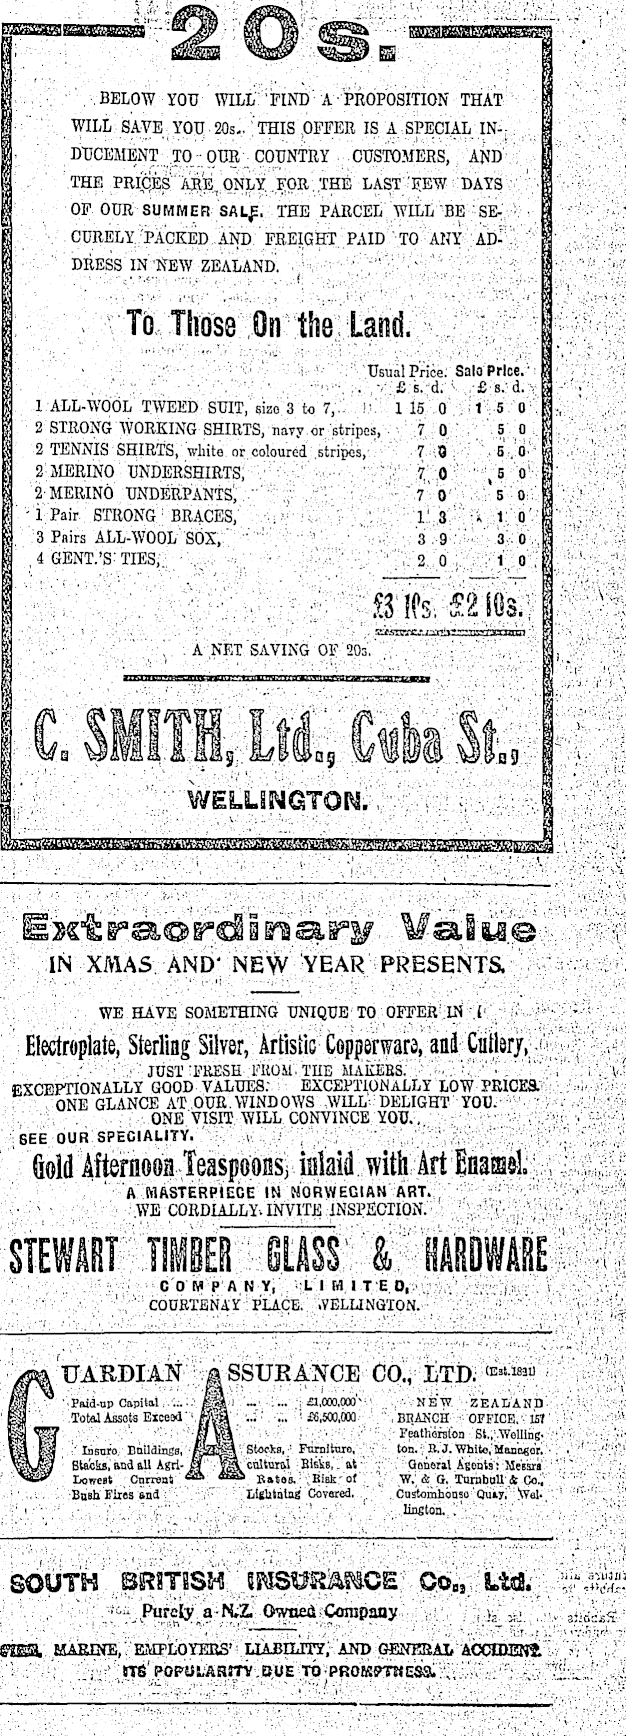 20s.
BELOW YOU WILL FIND A PROPOSITION THAT
WILL SAVE YOU 20s. THIS OFFER IS A SPECIAL IN-
DUCEMENT TO OUR COUNTRY CUSTOMERS, AND
THE PRICES ARE ONLY FOR THE LAST FEW DAYS
OF OUR SUMMER SALE. THE PARCEL WILL BE SE-
CURELY PACKED AND FREIGHT PAID TO ANY AD-
DRESS IN NEW ZEALAND.
To Those On the Land.
Usual Price. Sale Price.
£ s. d. £ s. d.
1 ALL-WOOL TWEED SUIT, size 3 to 7, 1 15 0 1 5 0
2 STRONG WORKING SHIRTS, navy or stripes, 7 0 5 0
2 TENNIS SHIRTS, white or coloured stripes, 7 0 5 0
2 MERINO UNDERSHIRTS, 7 0 5 0
2 MERINO UNDERPANTS, 7 0 5 0
1 Pair STRONG BRACES, 1 3 1 0
3 Pairs ALL-WOOL SOX, 3 9 3 0
4 GENT.'S TIES, 2 0 1 0
£3 10s. £2 10s.
A NET SAVING OF 20s.
C. SMITH, Ltd., Cuba St.,
WELLINGTON.
Extraordinary Value
IN XMAS AND NEW YEAR PRESENTS.
WE HAVE SOMETHING UNIQUE TO OFFER IN
Electroplate, Sterling Silver, Artistic Copperware, and Cutlery,
JUST FRESH FROM THE MAKERS.
EXCEPTIONALLY GOOD VALUES. EXCEPTIONALLY LOW PRICES.
ONE GLANCE AT OUR WINDOWS WILL DELIGHT YOU.
ONE VISIT WILL CONVINCE YOU.
SEE OUR SPECIALITY.
Gold Afternoon Teaspoons, inlaid with Art Enamel.
A MASTERPIECE IN NORWEGIAN ART.
WE CORDIALLY INVITE INSPECTION.
STEWART TIMBER GLASS & HARDWARE
COMPANY, LIMITED,
COURTENAY PLACE. WELLINGTON.
GUARDIAN ASSURANCE CO., LTD. (Est. 1821)
Paid-up Capital ... ... ... £1,000,000
Total Assets Exceed ... ... £6,500,000
Insure Buildings, Stocks, Furniture,
Stacks, and all Agricultural Risks, at
Lowest Current Rates. Risk of
Bush Fires and Lightning Covered.
NEW ZEALAND
BRANCH OFFICE, 157
Featherston St., Welling-
ton. R. J. White, Manager.
General Agents: Messrs
W. & G. Turnbull & Co.,
Customhouse Quay, Wel-
lington.
SOUTH BRITISH INSURANCE Co., Ltd.
Purely a N.Z. Owned Company
FIRE, MARINE, EMPLOYERS' LIABILITY, AND GENERAL ACCIDENT.
ITS POPULARITY DUE TO PROMPTNESS.